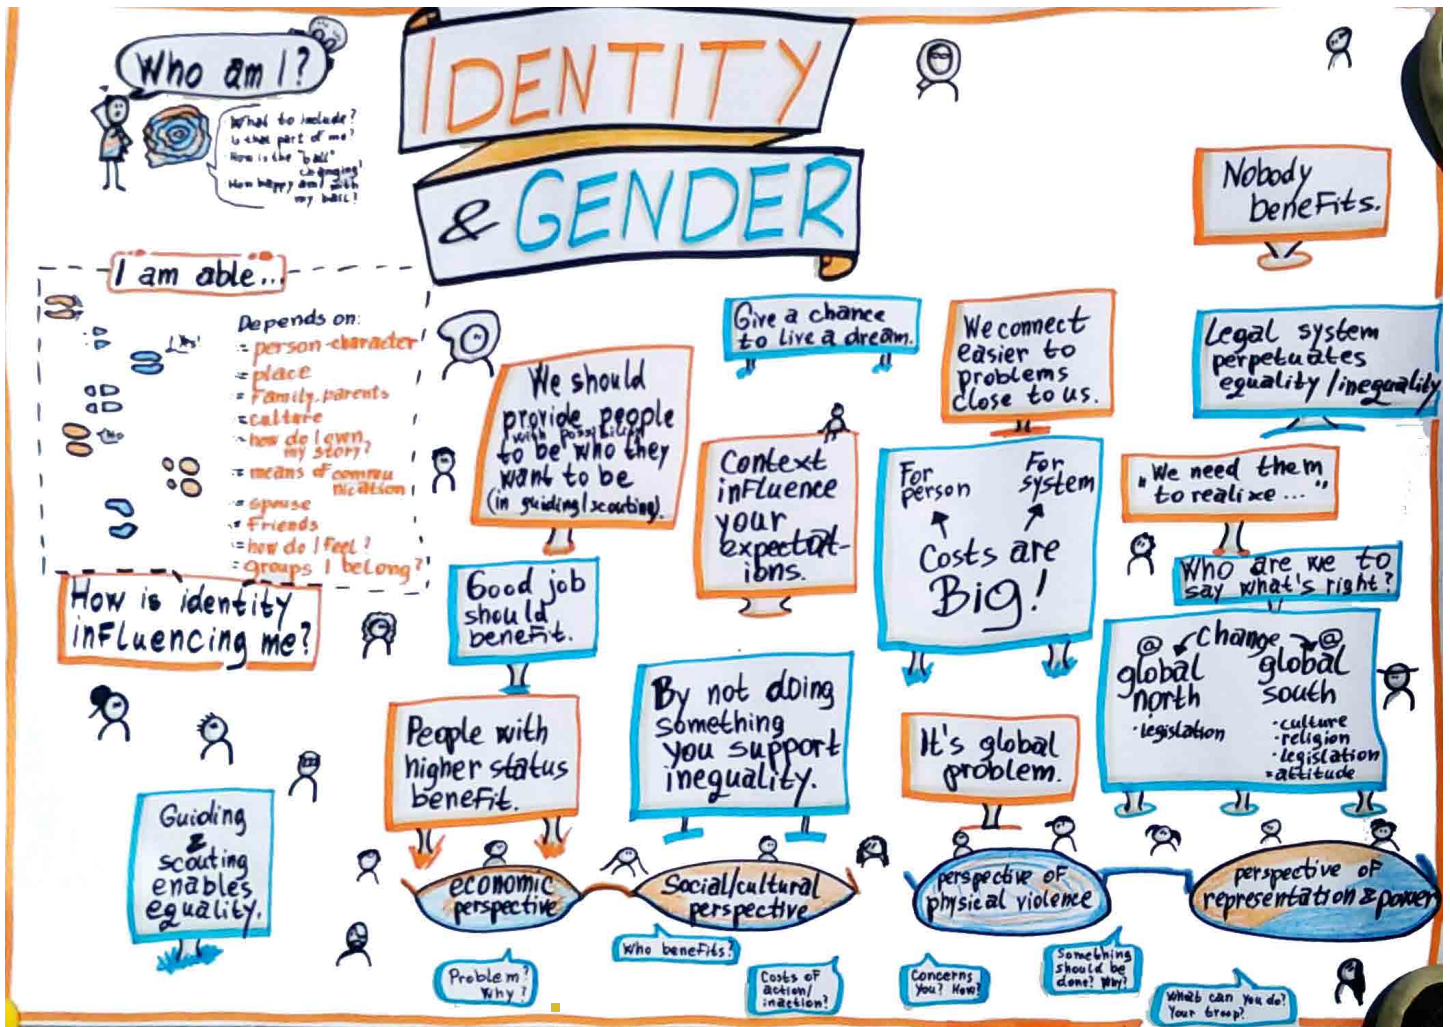 Who am I?
What to include?
Is that part of me?
How is the "ball"
changing?
How happy am I with
my ball?
IDENTITY
& GENDER
I am able...
Yes!
No
Depends on:
- person-character
- place
- Family, parents
- culture
- how do I own
my story?
- means of commu
nication
- spouse
- Friends
- how do I feel?
- groups I belong?
How is identity
influencing me?
Nobody
benefits.
Give a chance
to live a dream.
We connect
easier to
problems
close to us.
Legal system
perpetuates
equality/inequality
We should
provide people
with possibility
to be who they
want to be
(in guiding/scouting).
Context
influence
your
expectat-
ions.
For
person
For
system
Costs are
Big!
"We need them
to realixe..."
Who are we to
say what's right?
Change
@
global
north
· legislation
@
global
south
· culture
· religion
· legislation
· attitude
Good job
should
benefit.
People with
higher status
benefit.
By not doing
something
you support
inequality.
It's global
problem.
Guiding
&
scouting
enables
equality.
economic
perspective
Social/cultural
perspective
perspective of
physical violence
perspective of
representation & power
Problem?
Why?
Who benefits?
Costs of
action/
inaction?
Concerns
You? How?
Something
should be
done? Why?
What can you do?
Your troop?